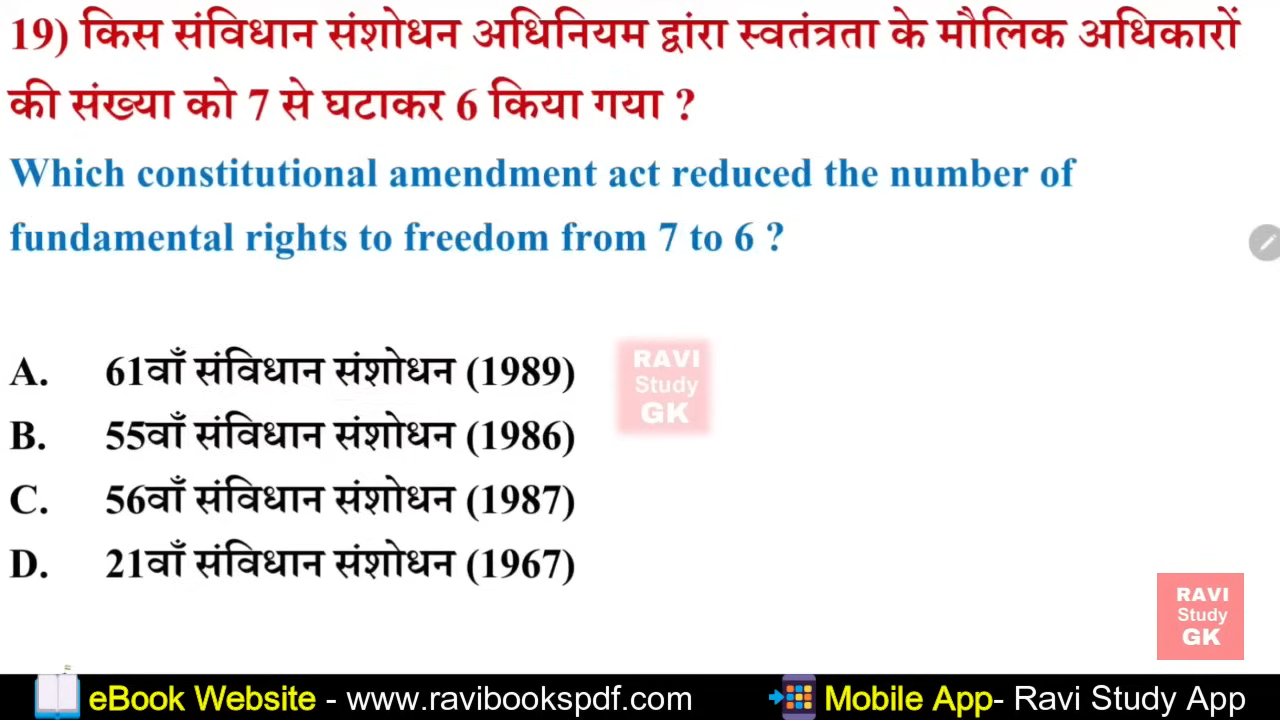 19) किस संविधान संशोधन अधिनियम द्वांरा स्वतंत्रता के मौलिक अधिकारों
की संख्या को 7 से घटाकर 6 किया गया ?
Which constitutional amendment act reduced the number of
fundamental rights to freedom from 7 to 6 ?
A. 61वाँ संविधान संशोधन (1989)
RAVI
Study
GK
B. 55वाँ संविधान संशोधन (1986)
C. 56वाँ संविधान संशोधन (1987)
D. 21वाँ संविधान संशोधन (1967)
RAVI
Study
GK
eBook Website - www.ravibookspdf.com
Mobile App- Ravi Study App